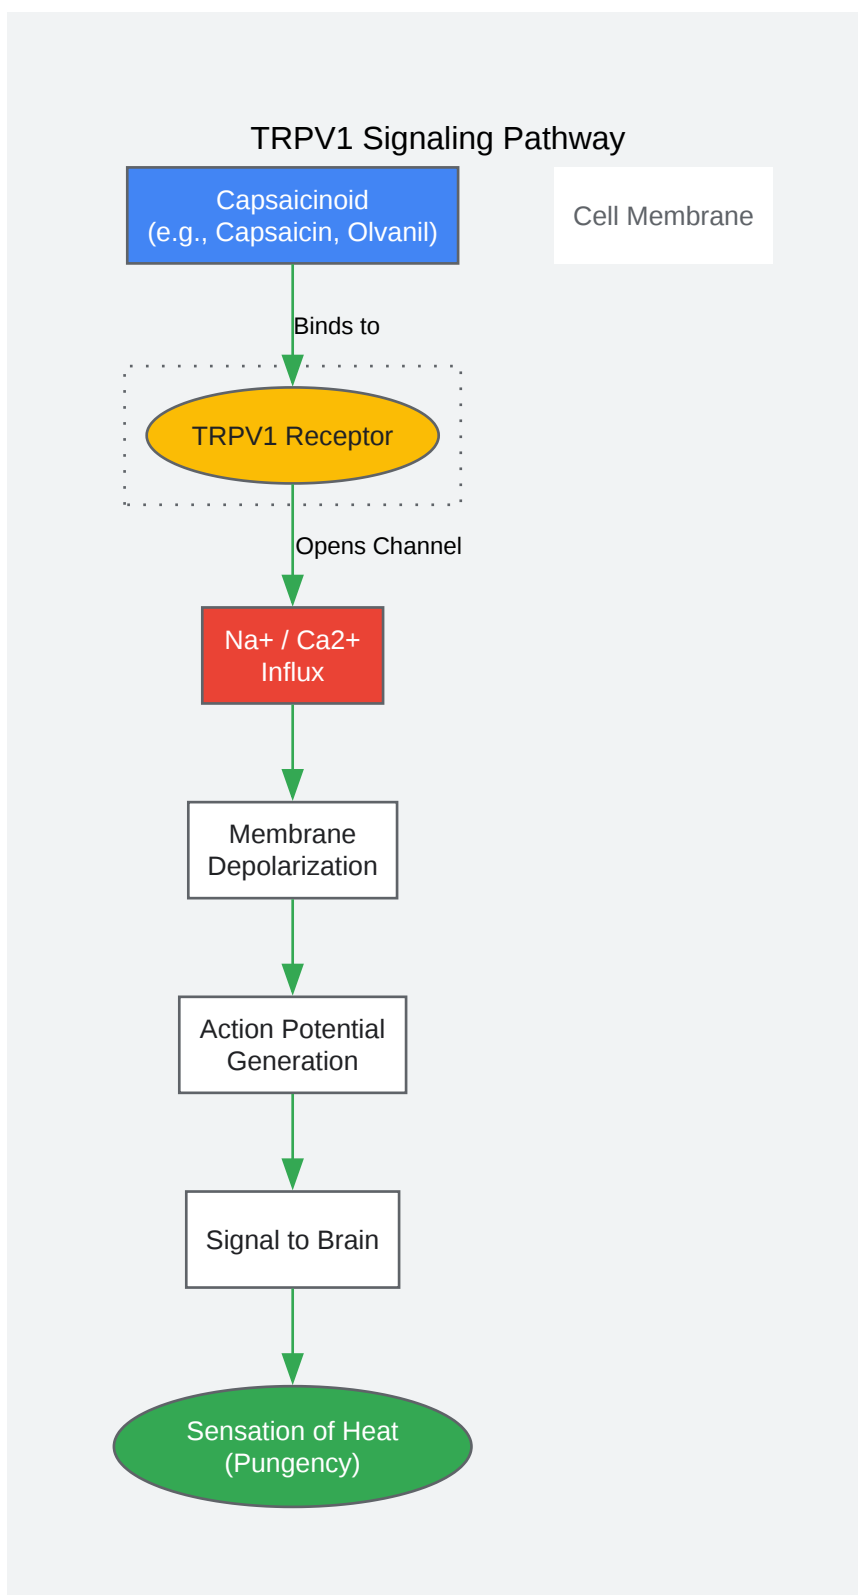 TRPV1 Signaling Pathway
Capsaicinoid
(e.g., Capsaicin, Olvanil)
Cell Membrane
Binds to
TRPV1 Receptor
Opens Channel
Na+ / Ca2+
Influx
Membrane
Depolarization
Action Potential
Generation
Signal to Brain
Sensation of Heat
(Pungency)